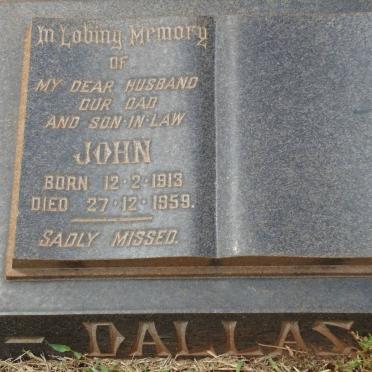 In Loving Memory
OF
MY DEAR HUSBAND
OUR DAD
AND SON-IN-LAW
JOHN
BORN 12·2·1913
DIED 27·12·1959.
SADLY MISSED.
- DALLAS